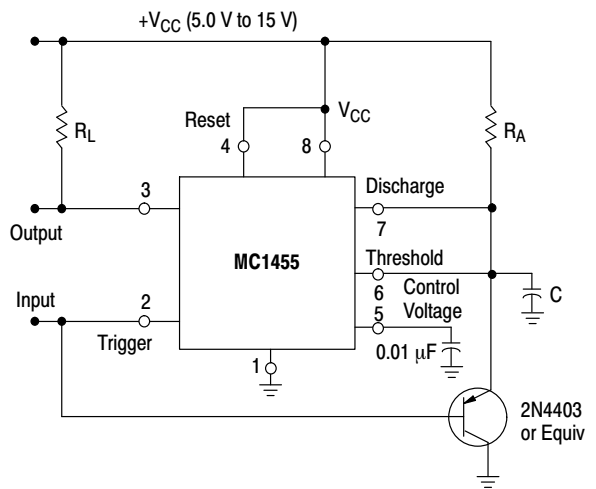 +VCC (5.0 V to 15 V)
Reset
VCC
RL
4
8
RA
3
Discharge
7
Output
MC1455
Threshold
6
C
Input
2
Control
Voltage
5
Trigger
0.01 μF
1
2N4403
or Equiv